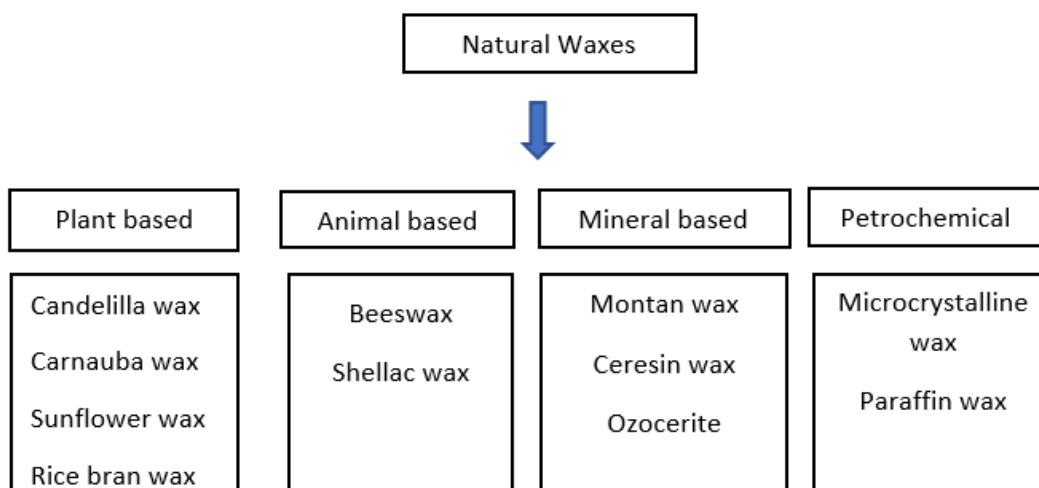 Natural Waxes
Plant based
Animal based
Mineral based
Petrochemical
Candelilla wax
Carnauba wax
Sunflower wax
Rice bran wax
Beeswax
Shellac wax
Montan wax
Ceresin wax
Ozocerite
Microcrystalline
wax
Paraffin wax